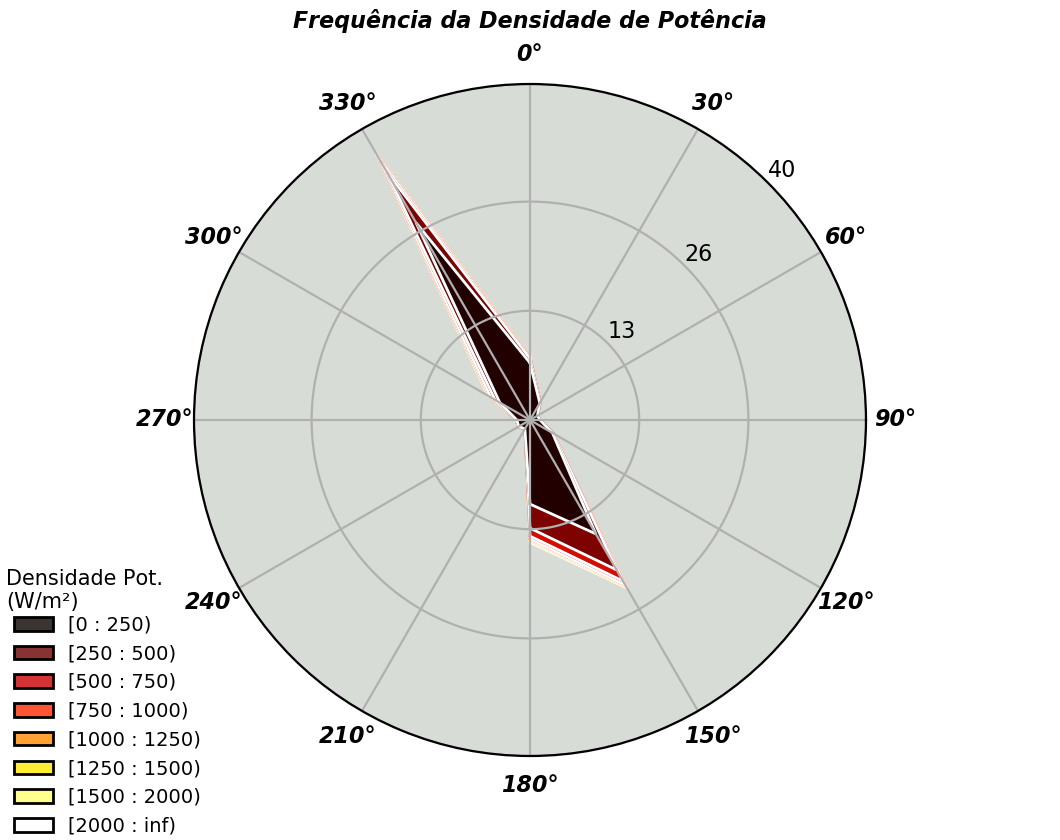 Frequência da Densidade de Potência
0°
330°
30°
40
300°
60°
26
13
270°
90°
240°
120°
210°
150°
180°
Densidade Pot.
(W/m²)
[0 : 250)
[250 : 500)
[500 : 750)
[750 : 1000)
[1000 : 1250)
[1250 : 1500)
[1500 : 2000)
[2000 : inf)